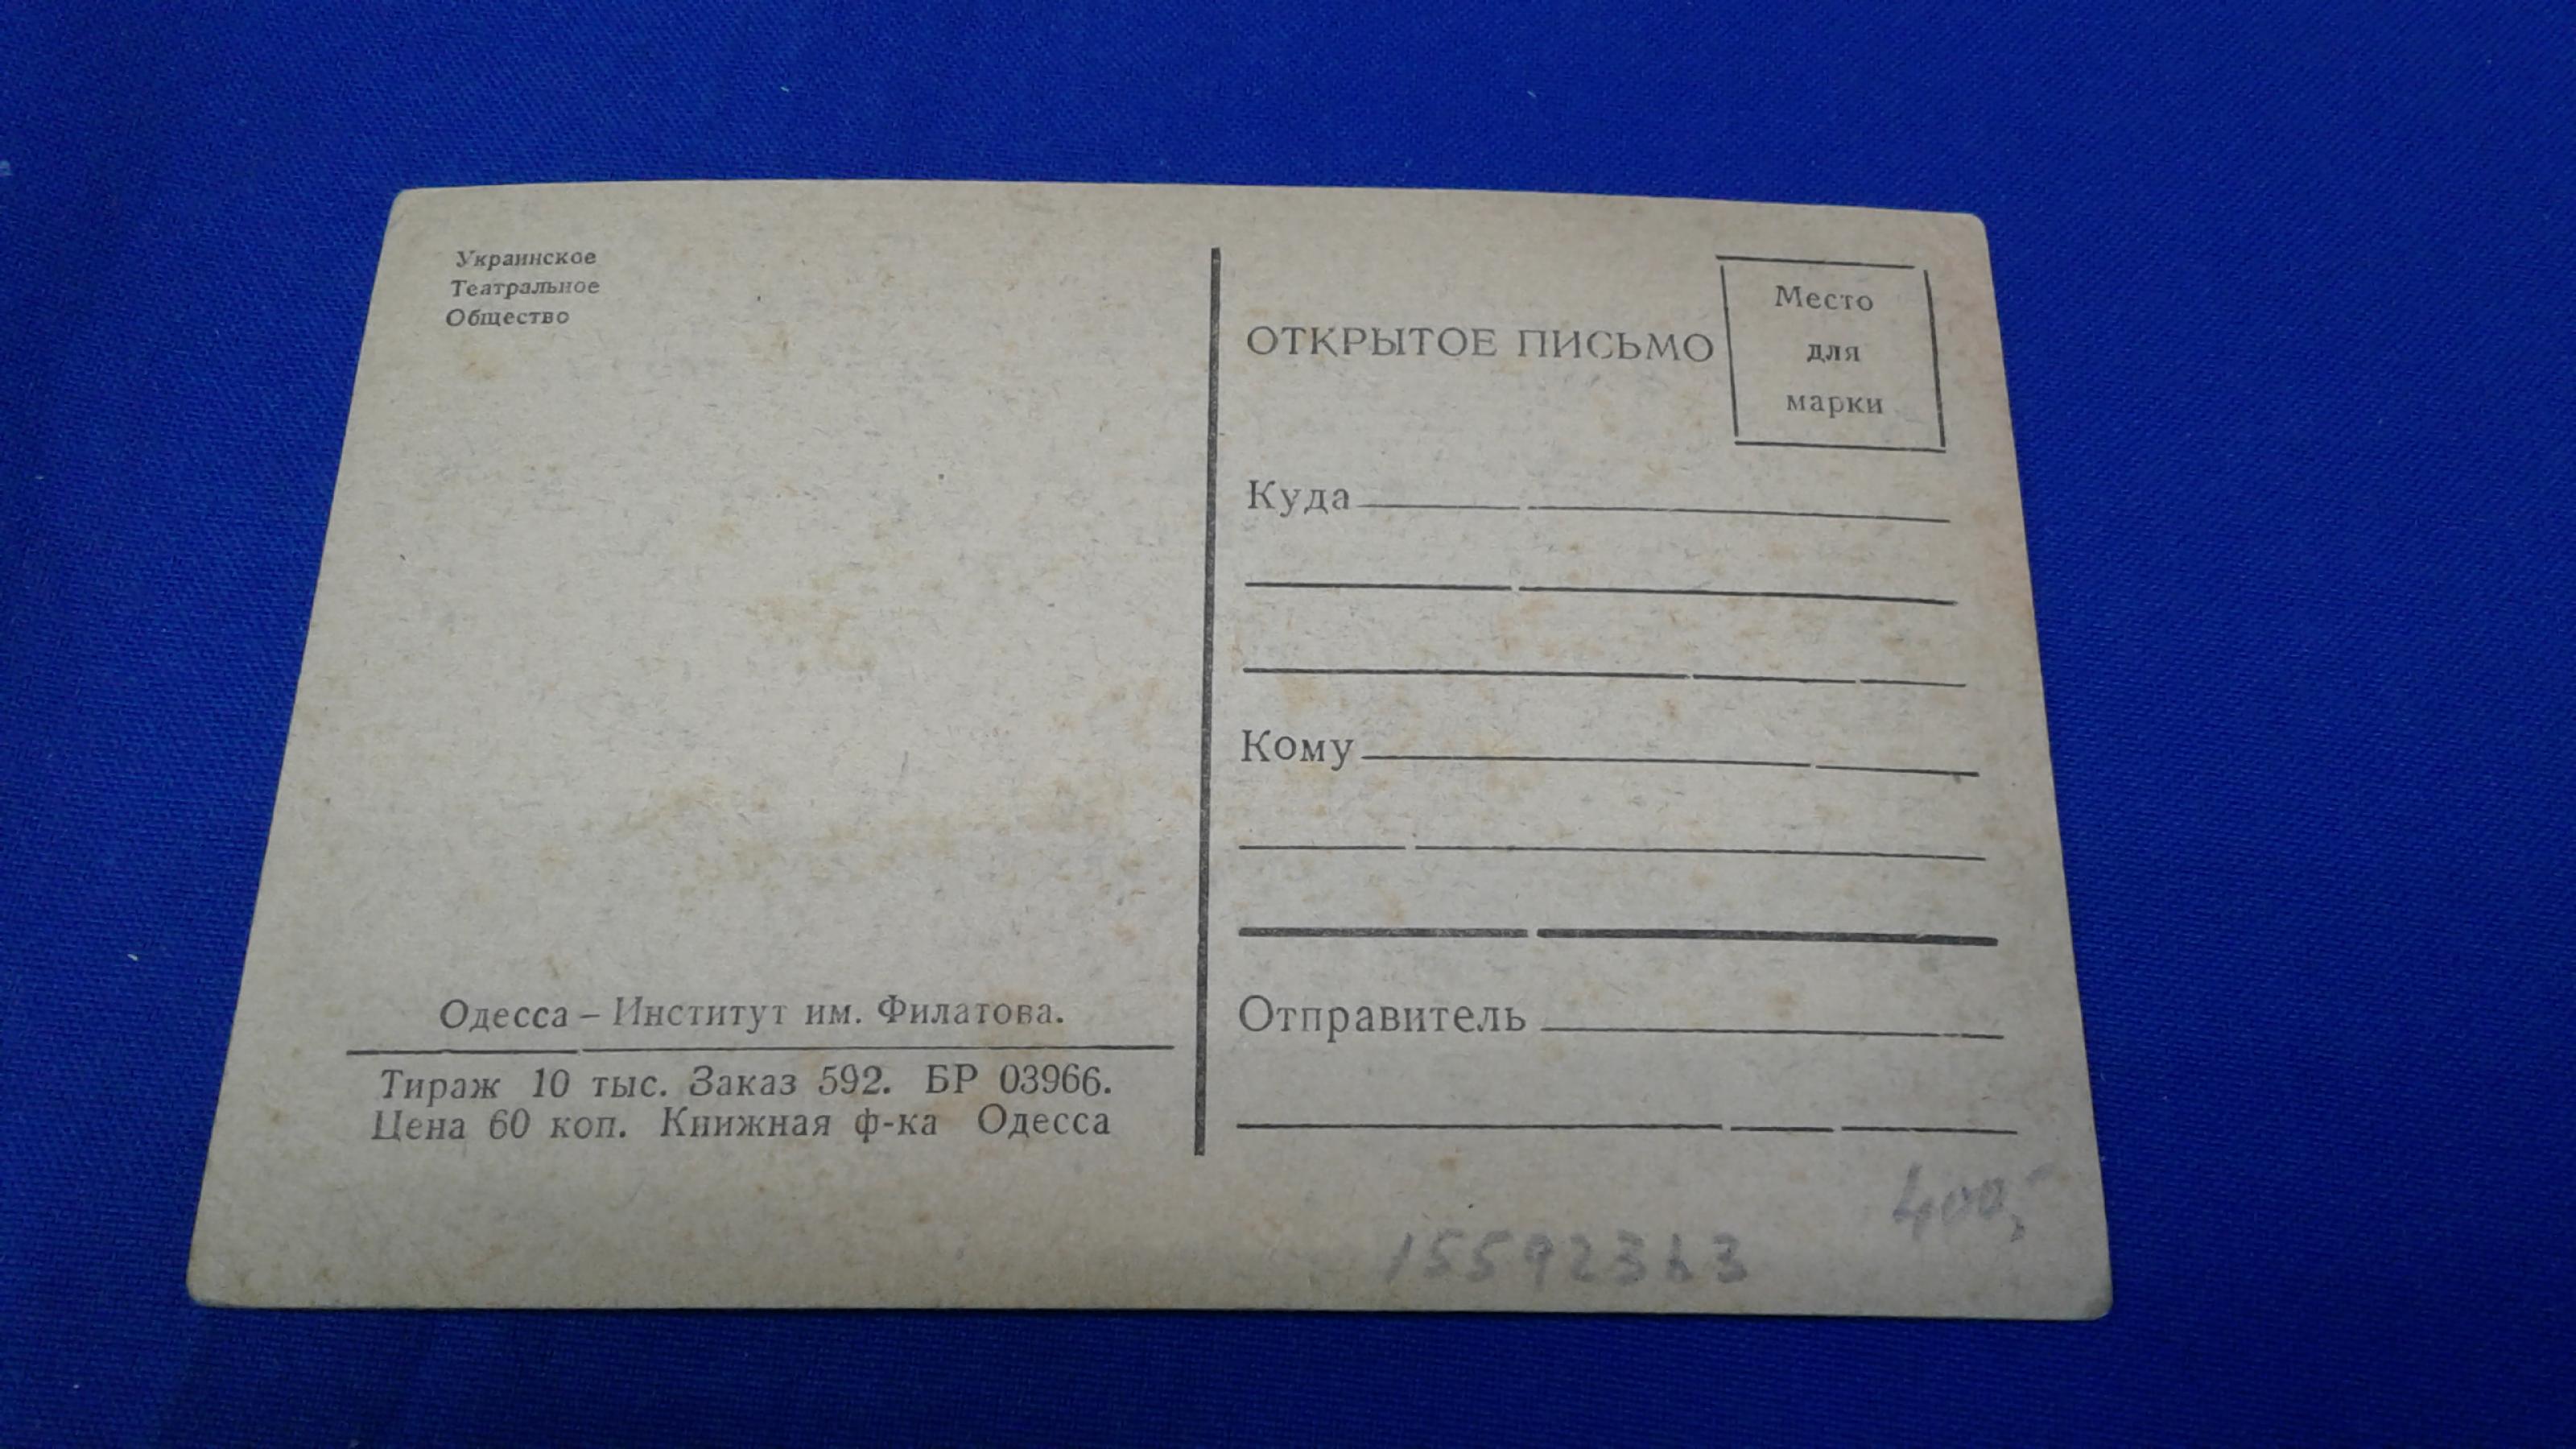 Украинское
Театральное
Общество
Одесса – Институт им. Филатова.
Тираж 10 тыс. Заказ 592. БР 03966.
Цена 60 коп. Книжная ф-ка Одесса
ОТКРЫТОЕ ПИСЬМО
Место
для
марки
Куда
Кому
Отправитель
400,-